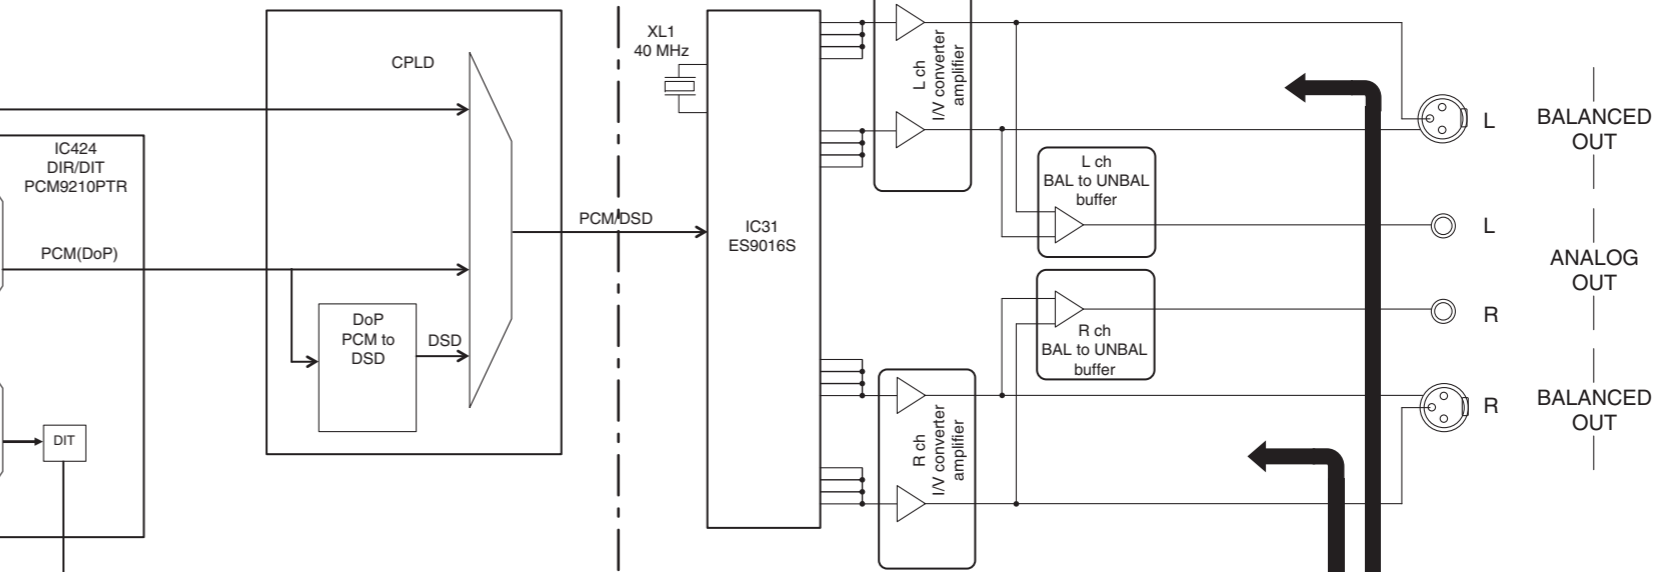 CPLD
IC424
DIR/DIT
PCM9210PTR
PCM(DoP)
DoP
PCM to
DSD
DSD
DIT
PCM/DSD
XL1
40 MHz
IC31
ES9016S
L ch
I/V converter
amplifier
L ch
BAL to UNBAL
buffer
R ch
BAL to UNBAL
buffer
R ch
I/V converter
amplifier
L
BALANCED
OUT
L
ANALOG
OUT
R
R
BALANCED
OUT